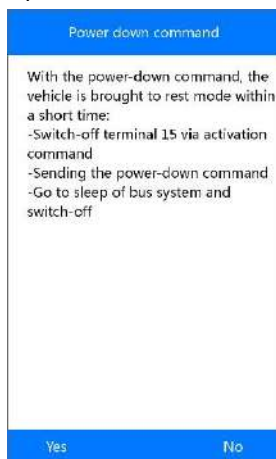 Power down command
With the power-down command, the
vehicle is brought to rest mode within
a short time:
-Switch-off terminal 15 via activation
command
-Sending the power-down command
-Go to sleep of bus system and
switch-off
Yes
No